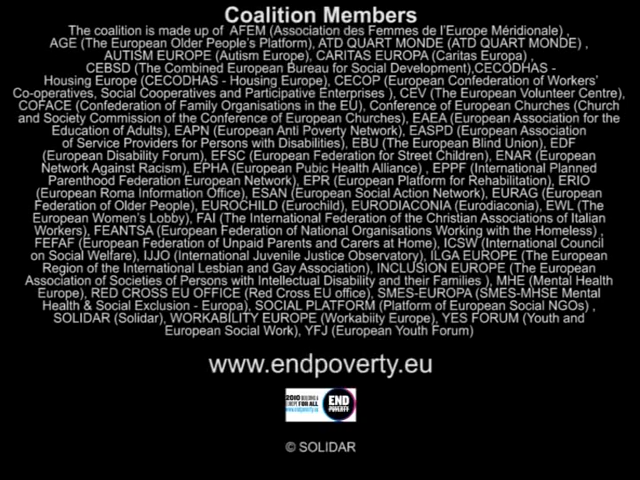 Coalition Members
The coalition is made up of  AFEM (Association des Femmes de l'Europe Méridionale) ,
AGE (The European Older People's Platform), ATD QUART MONDE (ATD QUART MONDE) ,
AUTISM EUROPE (Autism Europe), CARITAS EUROPA (Caritas Europa) ,
CEBSD (The Combined European Bureau for Social Development),CECODHAS -
Housing Europe (CECODHAS - Housing Europe), CECOP (European Confederation of Workers'
Co-operatives, Social Cooperatives and Participative Enterprises ), CEV (The European Volunteer Centre),
COFACE (Confederation of Family Organisations in the EU), Conference of European Churches (Church
and Society Commission of the Conference of European Churches), EAEA (European Association for the
Education of Adults), EAPN (European Anti Poverty Network), EASPD (European Association
of Service Providers for Persons with Disabilities), EBU (The European Blind Union), EDF
(European Disability Forum), EFSC (European Federation for Street Children), ENAR (European
Network Against Racism), EPHA (European Pubic Health Alliance) , EPPF (International Planned
Parenthood Federation European Network), EPR (European Platform for Rehabilitation), ERIO
(European Roma Information Office), ESAN (European Social Action Network), EURAG (European
Federation of Older People), EUROCHILD (Eurochild), EURODIACONIA (Eurodiaconia), EWL (The
European Women's Lobby), FAI (The International Federation of the Christian Associations of Italian
Workers), FEANTSA (European Federation of National Organisations Working with the Homeless) ,
FEFAF (European Federation of Unpaid Parents and Carers at Home), ICSW (International Council
on Social Welfare), IJJO (International Juvenile Justice Observatory), ILGA EUROPE (The European
Region of the International Lesbian and Gay Association), INCLUSION EUROPE (The European
Association of Societies of Persons with Intellectual Disability and their Families ), MHE (Mental Health
Europe), RED CROSS EU OFFICE (Red Cross EU office), SMES-EUROPA (SMES-MHSE Mental
Health & Social Exclusion - Europa), SOCIAL PLATFORM (Platform of European Social NGOs) ,
SOLIDAR (Solidar), WORKABILITY EUROPE (Workabiity Europe), YES FORUM (Youth and
European Social Work), YFJ (European Youth Forum)
www.endpoverty.eu
2010 BUILDING A
EUROPE FOR ALL
www.endpoverty.eu
END
POVERTY
© SOLIDAR